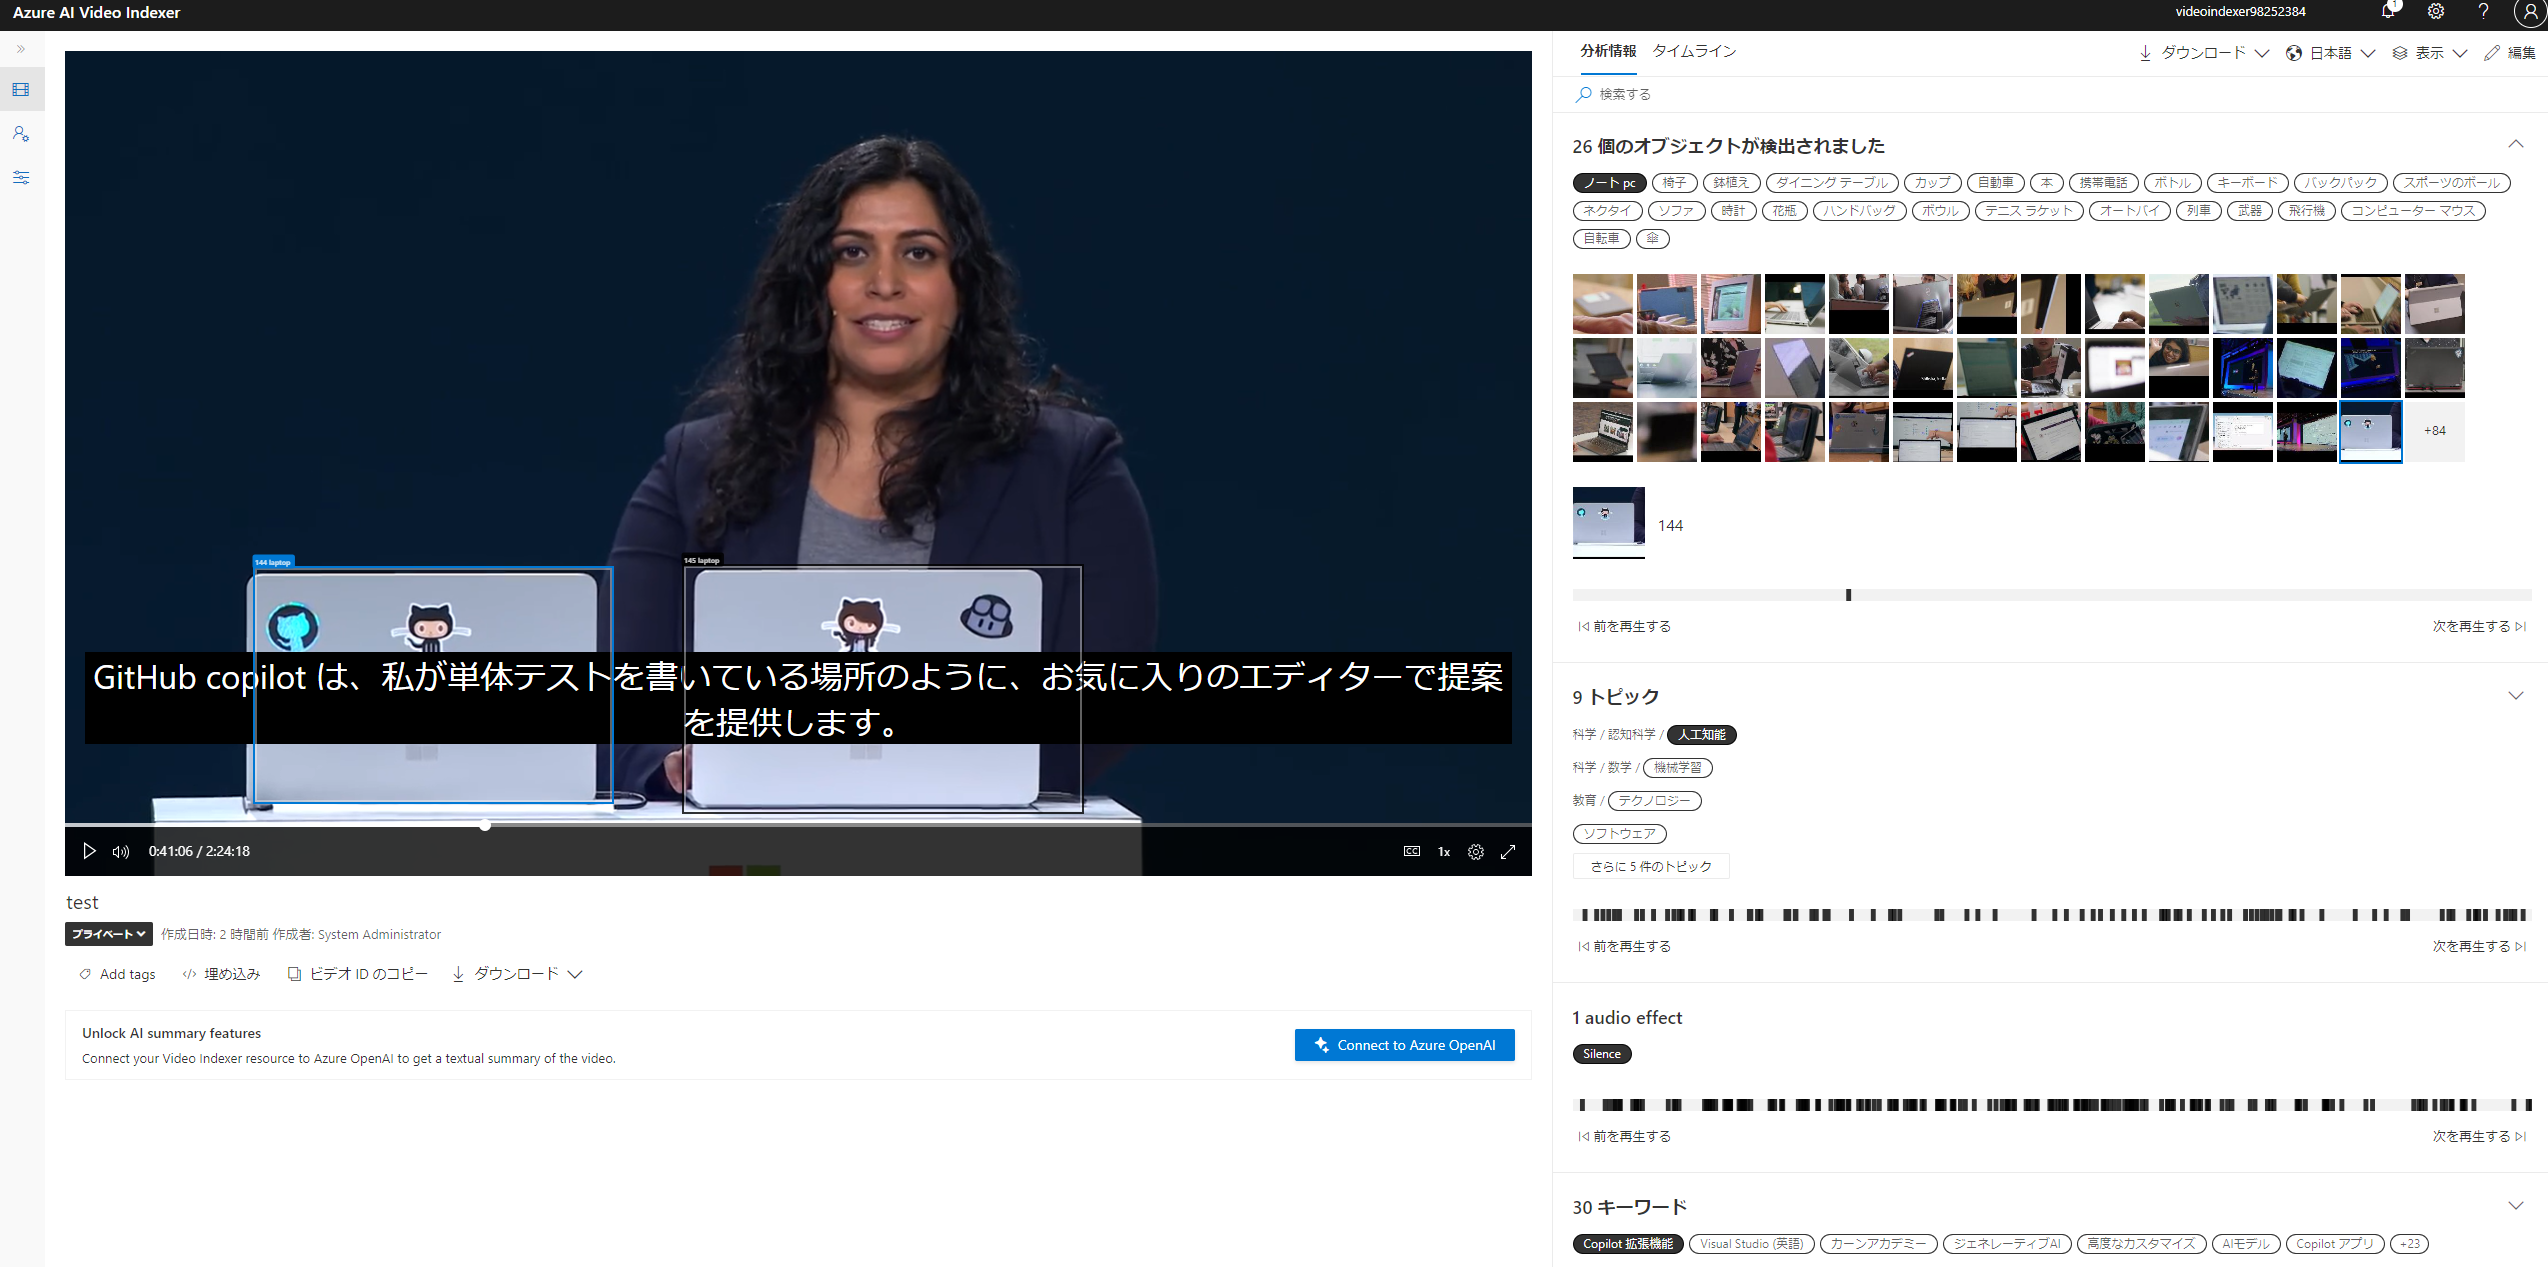 Azure AI Video Indexer
videoindexer98252384
1
分析情報 タイムライン
ダウンロード 日本語 表示 編集
検索する
26 個のオブジェクトが検出されました
ノート pc 椅子 鉢植え ダイニング テーブル カップ 自動車 本 携帯電話 ボトル キーボード バックパック スポーツのボール
ネクタイ ソファ 時計 花瓶 ハンドバッグ ボウル テニス ラケット オートバイ 列車 武器 飛行機 コンピューター マウス
自転車 傘
+84
144
前を再生する 次を再生する
144 laptop
145 laptop
GitHub copilot は、私が単体テストを書いている場所のように、お気に入りのエディターで提案
を提供します。
0:41:06 / 2:24:18
CC 1x
test
プライベート 作成日時: 2 時間前 作成者: System Administrator
Add tags 埋め込み ビデオ ID のコピー ダウンロード
Unlock AI summary features
Connect your Video Indexer resource to Azure OpenAI to get a textual summary of the video.
Connect to Azure OpenAI
9 トピック
科学 / 認知科学 / 人工知能
科学 / 数学 / 機械学習
教育 / テクノロジー
ソフトウェア
さらに 5 件のトピック
前を再生する 次を再生する
1 audio effect
Silence
前を再生する 次を再生する
30 キーワード
Copilot 拡張機能 Visual Studio (英語) カーンアカデミー ジェネレーティブAI 高度なカスタマイズ AIモデル Copilot アプリ +23